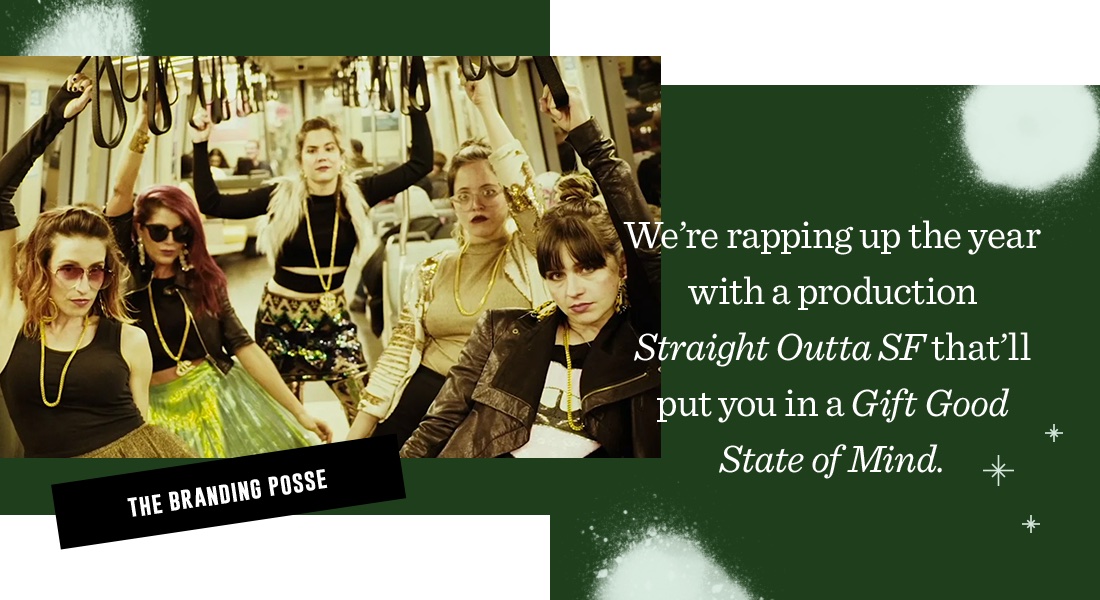 We’re rapping up the year
with a production
Straight Outta SF that’ll
put you in a Gift Good
State of Mind.
THE BRANDING POSSE